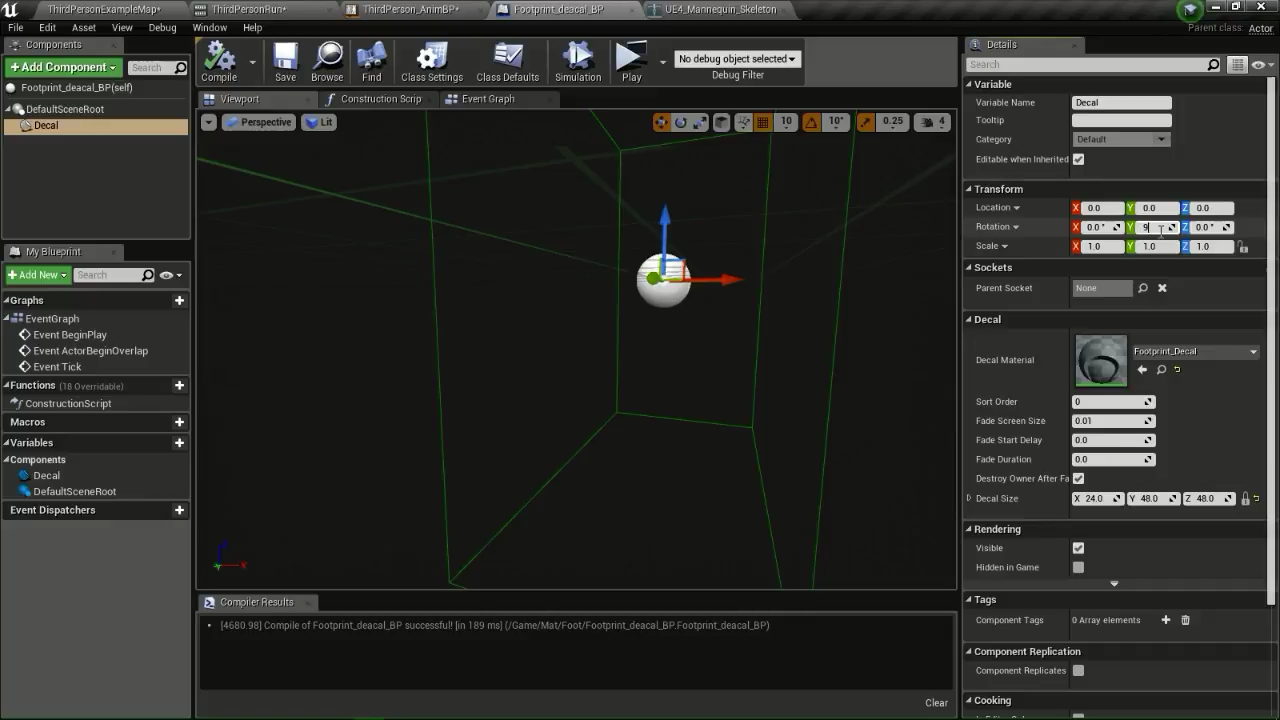 ThirdPersonExampleMap*
ThirdPersonRun*
ThirdPerson_AnimBP*
Footprint_deacal_BP
UE4_Mannequin_Skeleton
File
Edit
Asset
View
Debug
Window
Help
Parent class: Actor
Components
+ Add Component
Search
Footprint_decal_BP(self)
DefaultSceneRoot
Decal
Compile
Save
Browse
Find
Class Settings
Class Defaults
Simulation
Play
No debug object selected
Debug Filter
Viewport
Construction Scrip
Event Graph
Perspective
Lit
10
10°
0.25
4
My Blueprint
+ Add New
Search
Graphs
EventGraph
Event BeginPlay
Event ActorBeginOverlap
Event Tick
Functions (18 Overridable)
ConstructionScript
Macros
Variables
Components
Decal
DefaultSceneRoot
Event Dispatchers
Compiler Results
[4680.98] Compile of Footprint_deacal_BP successful! [in 189 ms] (/Game/Mat/Foot/Footprint_deacal_BP.Footprint_deacal_BP)
Clear
Details
Search
Variable
Variable Name Decal
Tooltip
Category Default
Editable when Inherited
Transform
Location X 0.0 Y 0.0 Z 0.0
Rotation X 0.0 ° Y 9 Z 0.0 °
Scale X 1.0 Y 1.0 Z 1.0
Sockets
Parent Socket None
Decal
Decal Material Footprint_Decal
Sort Order 0
Fade Screen Size 0.01
Fade Start Delay 0.0
Fade Duration 0.0
Destroy Owner After Fa
Decal Size X 24.0 Y 48.0 Z 48.0
Rendering
Visible
Hidden in Game
Tags
Component Tags 0 Array elements
Component Replication
Component Replicates
Cooking